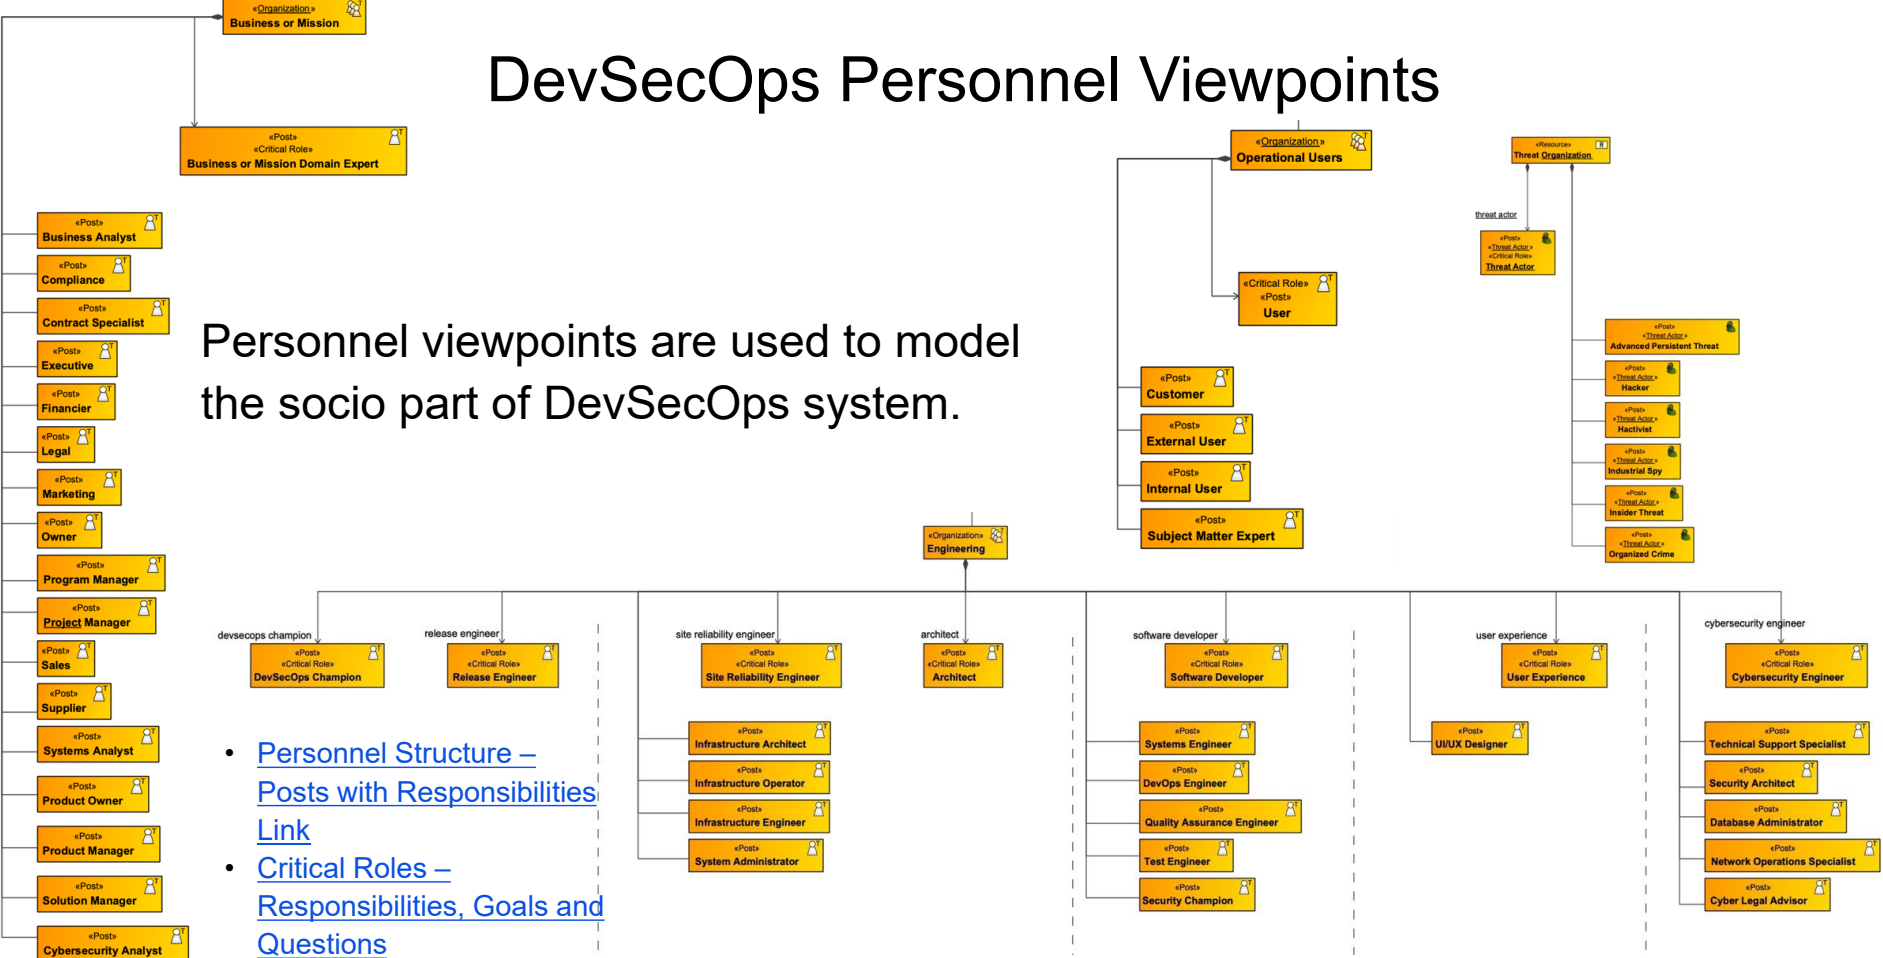 «Organization»
Business or Mission
DevSecOps Personnel Viewpoints
«Post»
«Critical Role»
Business or Mission Domain Expert
«Post»
Business Analyst
«Post»
Compliance
«Post»
Contract Specialist
«Post»
Executive
«Post»
Financier
«Post»
Legal
«Post»
Marketing
«Post»
Owner
«Post»
Program Manager
«Post»
Project Manager
«Post»
Sales
«Post»
Supplier
«Post»
Systems Analyst
«Post»
Product Owner
«Post»
Product Manager
«Post»
Solution Manager
«Post»
Cybersecurity Analyst
Personnel viewpoints are used to model
the socio part of DevSecOps system.
«Organization»
Operational Users
«Critical Role»
«Post»
User
«Post»
Customer
«Post»
External User
«Post»
Internal User
«Post»
Subject Matter Expert
«Resource»
Threat Organization
threat actor
«Post»
«Threat Actor»
«Critical Role»
Threat Actor
«Post»
«Threat Actor»
Advanced Persistent Threat
«Post»
«Threat Actor»
Hacker
«Post»
«Threat Actor»
Hactivist
«Post»
«Threat Actor»
Industrial Spy
«Post»
«Threat Actor»
Insider Threat
«Post»
«Threat Actor»
Organized Crime
«Organization»
Engineering
devsecops champion
«Post»
«Critical Role»
DevSecOps Champion
release engineer
«Post»
«Critical Role»
Release Engineer
site reliability engineer
«Post»
«Critical Role»
Site Reliability Engineer
«Post»
Infrastructure Architect
«Post»
Infrastructure Operator
«Post»
Infrastructure Engineer
«Post»
System Administrator
architect
«Post»
«Critical Role»
Architect
software developer
«Post»
«Critical Role»
Software Developer
«Post»
Systems Engineer
«Post»
DevOps Engineer
«Post»
Quality Assurance Engineer
«Post»
Test Engineer
«Post»
Security Champion
user experience
«Post»
«Critical Role»
User Experience
«Post»
UI/UX Designer
cybersecurity engineer
«Post»
«Critical Role»
Cybersecurity Engineer
«Post»
Technical Support Specialist
«Post»
Security Architect
«Post»
Database Administrator
«Post»
Network Operations Specialist
«Post»
Cyber Legal Advisor
• Personnel Structure –
Posts with Responsibilities
Link
• Critical Roles –
Responsibilities, Goals and
Questions